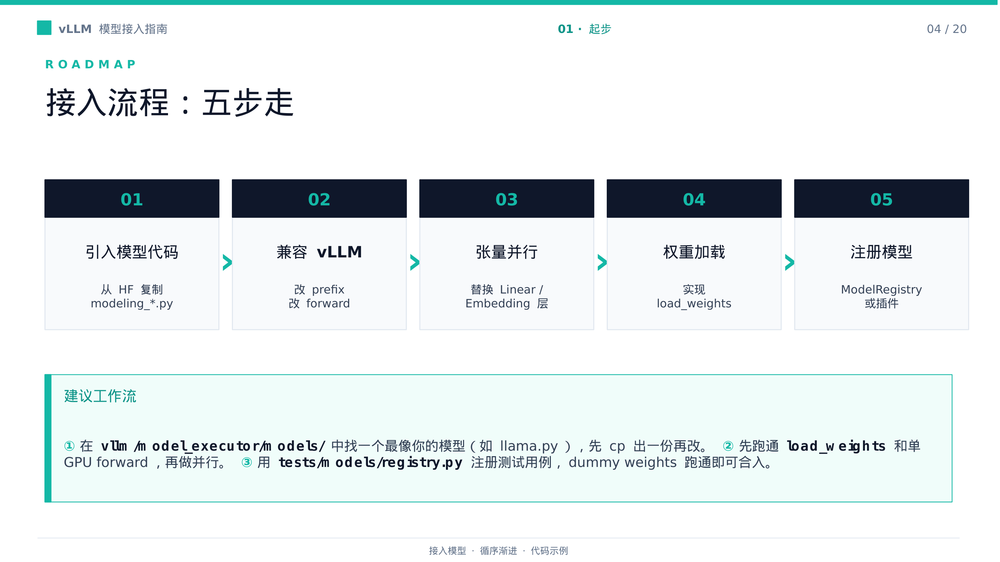 vLLM 模型接入指南
01 · 起步
04 / 20
ROADMAP
接入流程：五步走
01
引入模型代码
从 HF 复制
modeling_*.py
›
02
兼容 vLLM
改 prefix
改 forward
›
03
张量并行
替换 Linear /
Embedding 层
›
04
权重加载
实现
load_weights
›
05
注册模型
ModelRegistry
或插件
建议工作流
① 在 vllm/model_executor/models/ 中找一个最像你的模型（如 llama.py ），先 cp 出一份再改。 ② 先跑通 load_weights 和单
GPU forward ，再做并行。 ③ 用 tests/models/registry.py 注册测试用例，dummy weights 跑通即可合入。
接入模型 · 循序渐进 · 代码示例